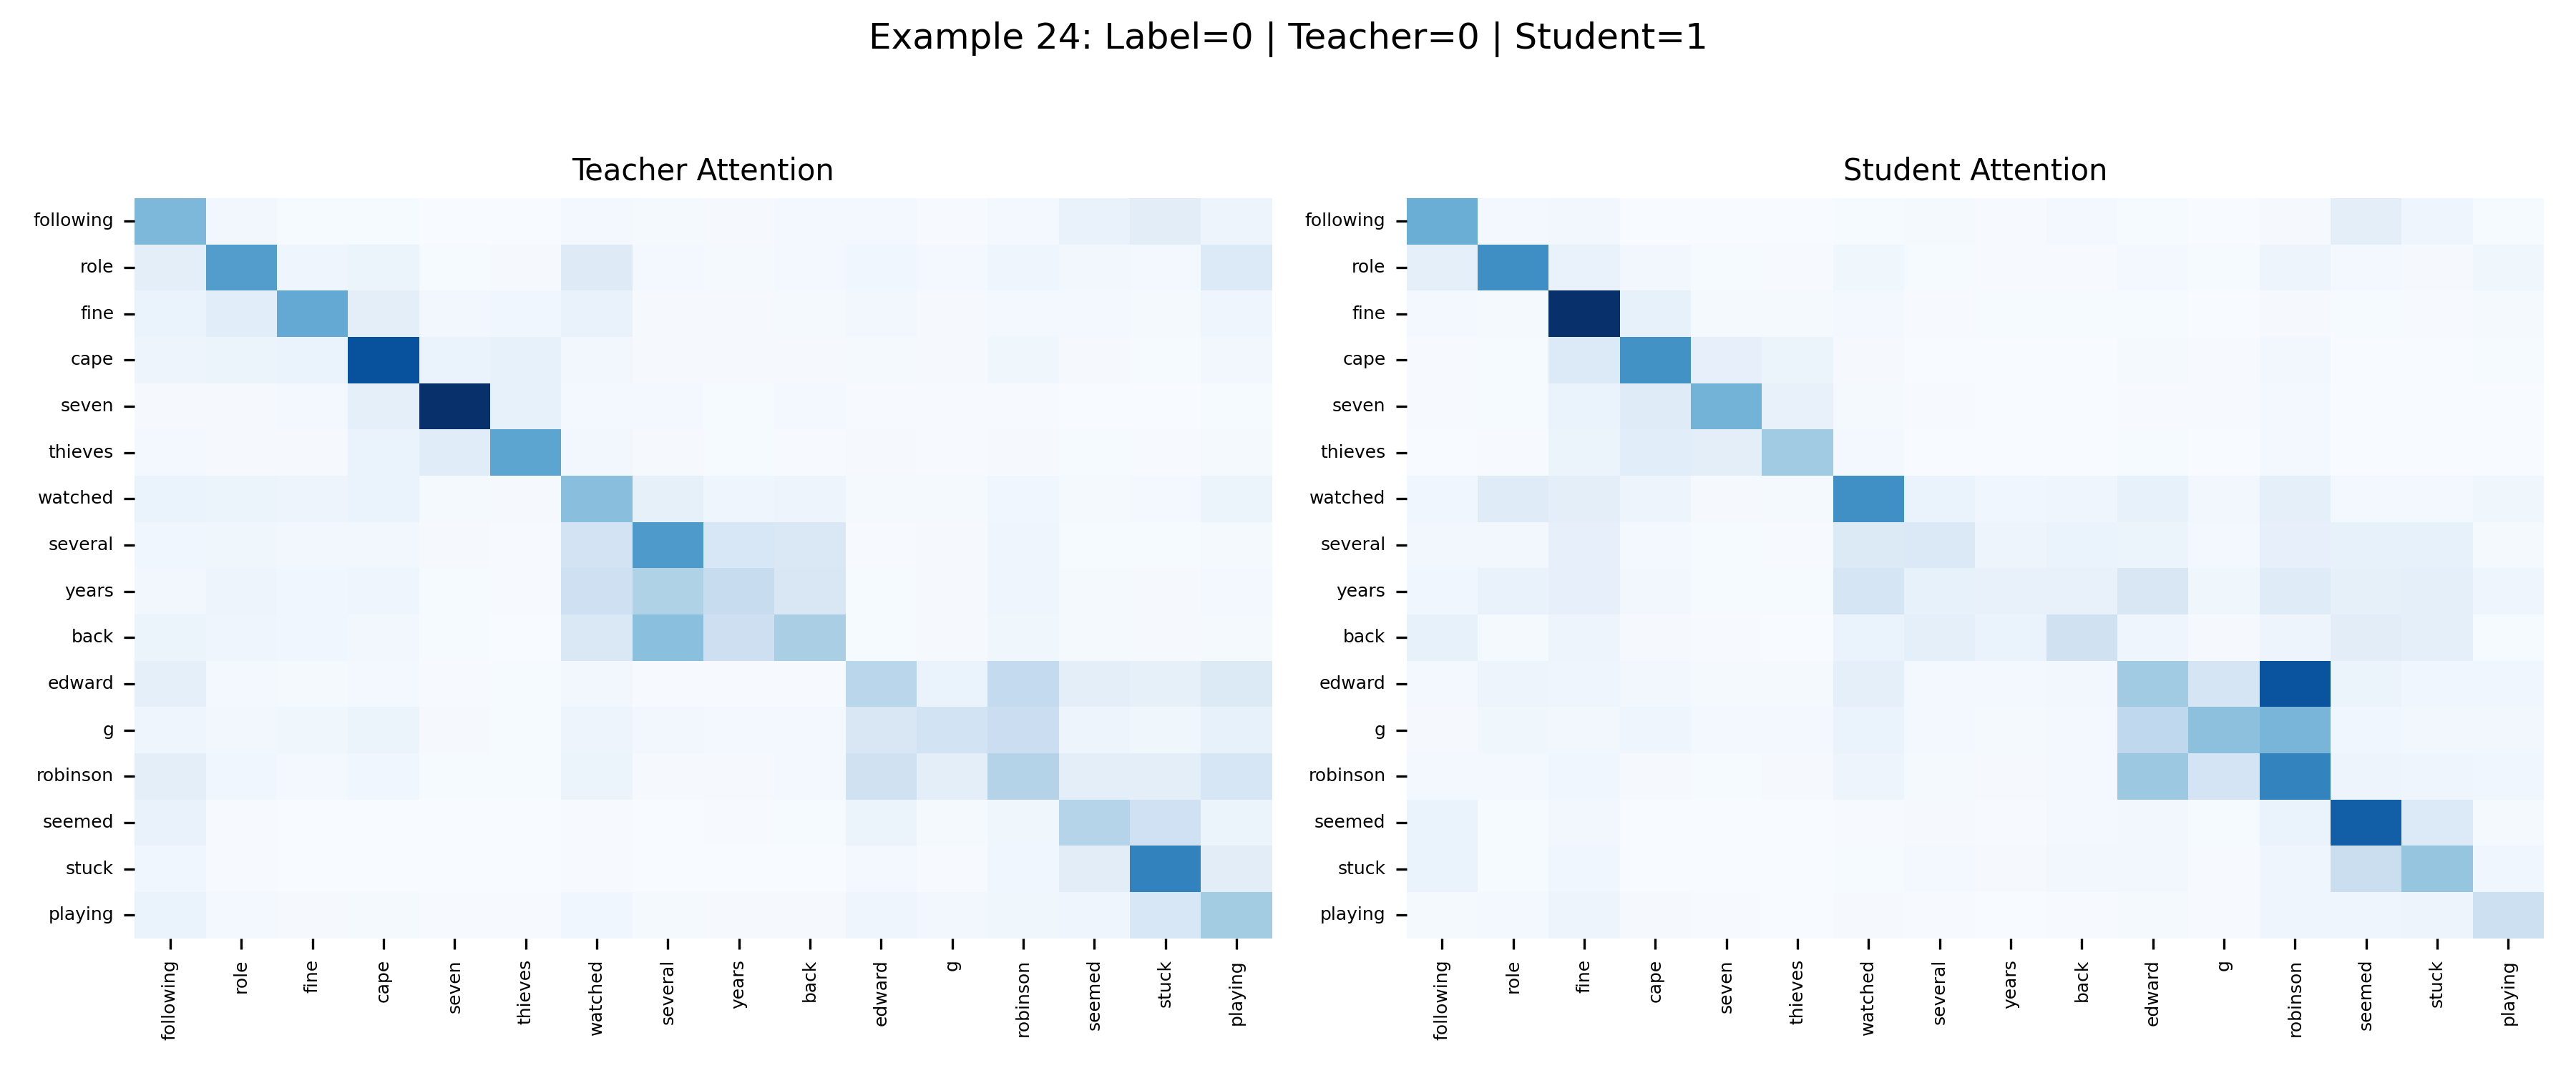 Example 24: Label=0 | Teacher=0 | Student=1
Teacher Attention
following
role
fine
cape
seven
thieves
watched
several
years
back
edward
g
robinson
seemed
stuck
playing
following role fine cape seven thieves watched several years back edward g robinson seemed stuck playing
Student Attention
following
role
fine
cape
seven
thieves
watched
several
years
back
edward
g
robinson
seemed
stuck
playing
following role fine cape seven thieves watched several years back edward g robinson seemed stuck playing